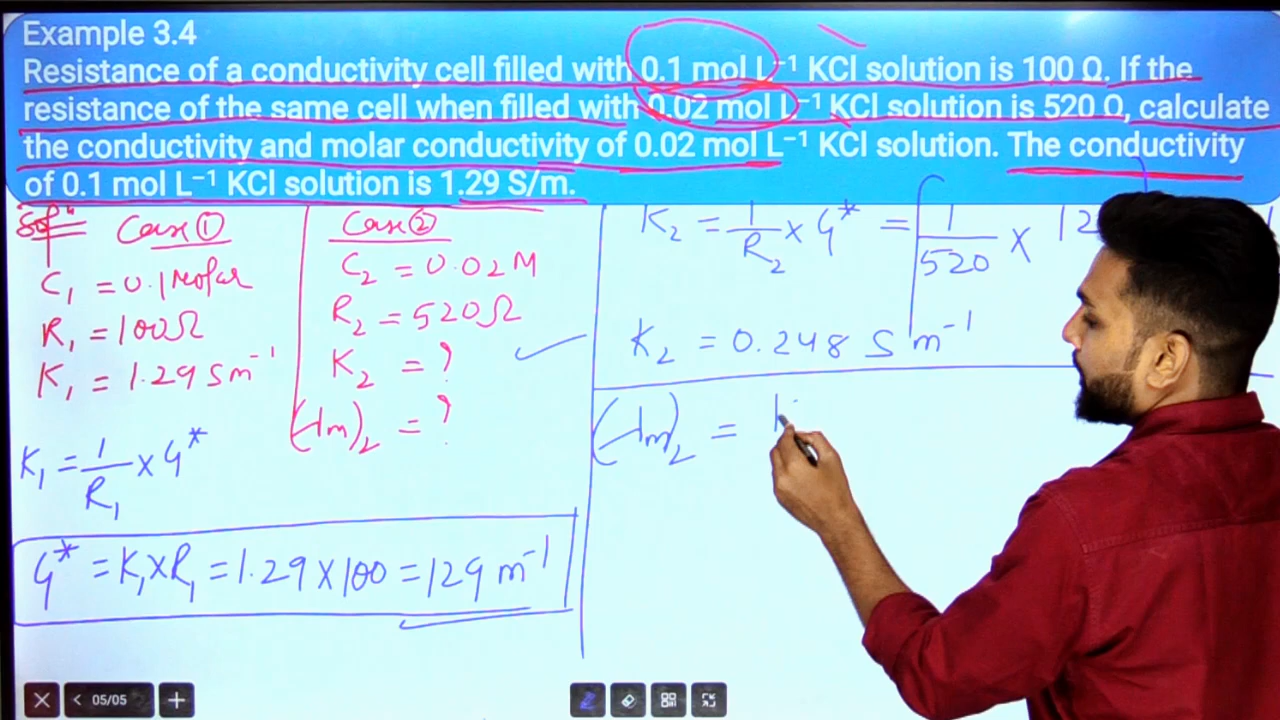 Example 3.4
Resistance of a conductivity cell filled with 0.1 mol L⁻¹ KCl solution is 100 Ω. If the
resistance of the same cell when filled with 0.02 mol L⁻¹ KCl solution is 520 Ω, calculate
the conductivity and molar conductivity of 0.02 mol L⁻¹ KCl solution. The conductivity
of 0.1 mol L⁻¹ KCl solution is 1.29 S/m.
Solⁿ
Case ①
C₁ = 0.1 Molar
R₁ = 100Ω
K₁ = 1.29 S m⁻¹
K₁ = 1/R₁ × G*
Case ②
C₂ = 0.02 M
R₂ = 520Ω
K₂ = ?
(Λm)₂ = ?
G* = K₁ × R₁ = 1.29 × 100 = 129 m⁻¹
K₂ = 1/R₂ × G* = 1/520 × 12
K₂ = 0.248 S m⁻¹
(Λm)₂ =
05/05